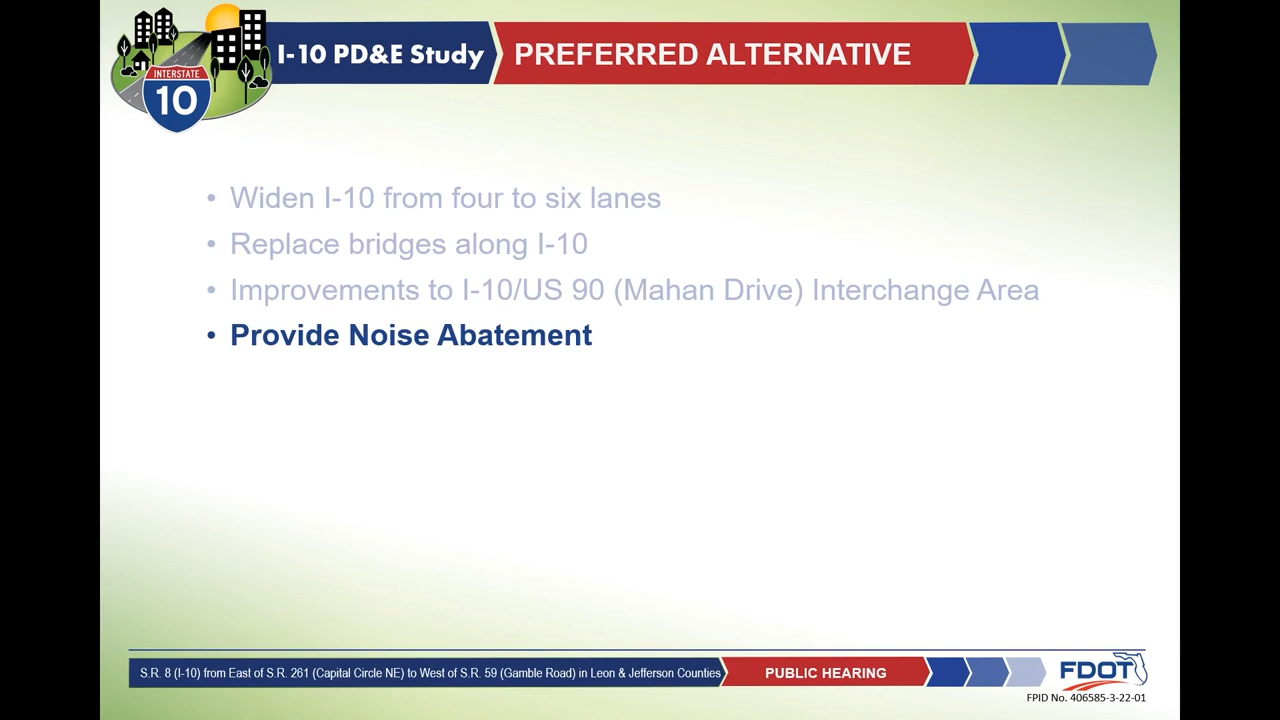 INTERSTATE
10
I-10 PD&E Study
PREFERRED ALTERNATIVE
• Widen I-10 from four to six lanes
• Replace bridges along I-10
• Improvements to I-10/US 90 (Mahan Drive) Interchange Area
• Provide Noise Abatement
S.R. 8 (I-10) from East of S.R. 261 (Capital Circle NE) to West of S.R. 59 (Gamble Road) in Leon & Jefferson Counties
PUBLIC HEARING
FDOT
FPID No. 406585-3-22-01